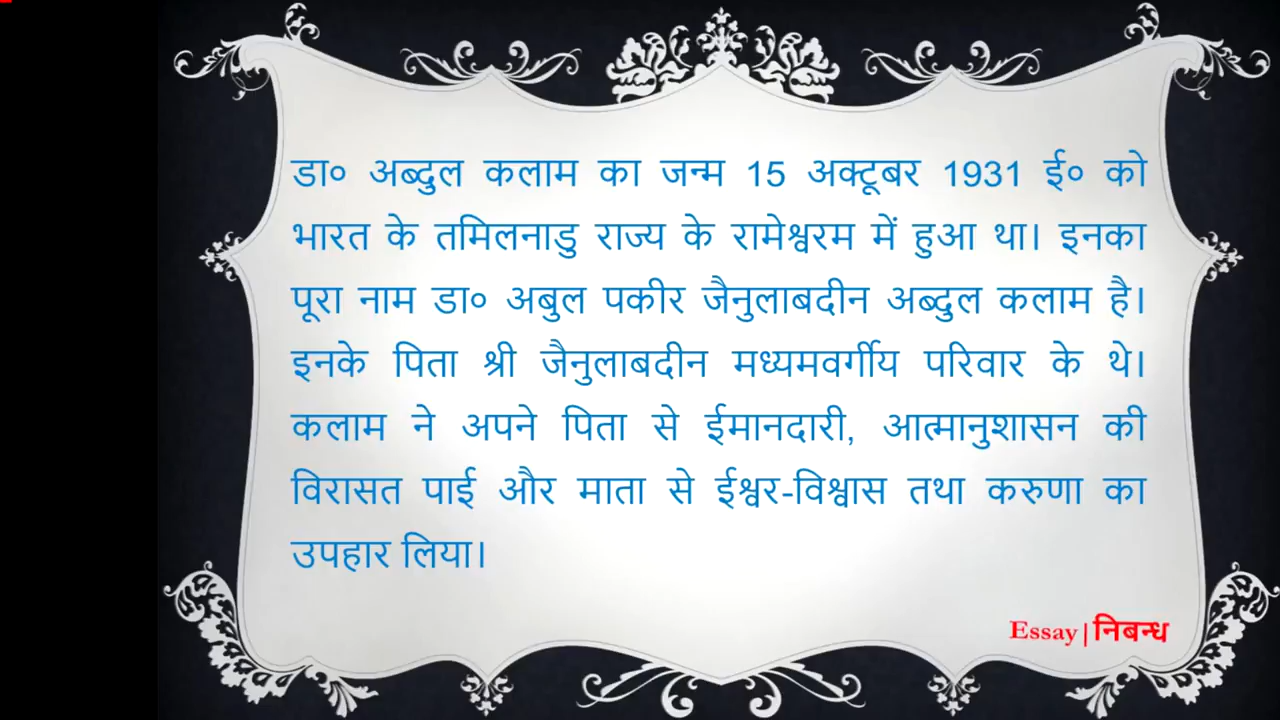 डा० अब्दुल कलाम का जन्म 15 अक्टूबर 1931 ई० को
भारत के तमिलनाडु राज्य के रामेश्वरम में हुआ था। इनका
पूरा नाम डा० अबुल पकीर जैनुलाबदीन अब्दुल कलाम है।
इनके पिता श्री जैनुलाबदीन मध्यमवर्गीय परिवार के थे।
कलाम ने अपने पिता से ईमानदारी, आत्मानुशासन की
विरासत पाई और माता से ईश्वर-विश्वास तथा करुणा का
उपहार लिया।
Essay|निबन्ध